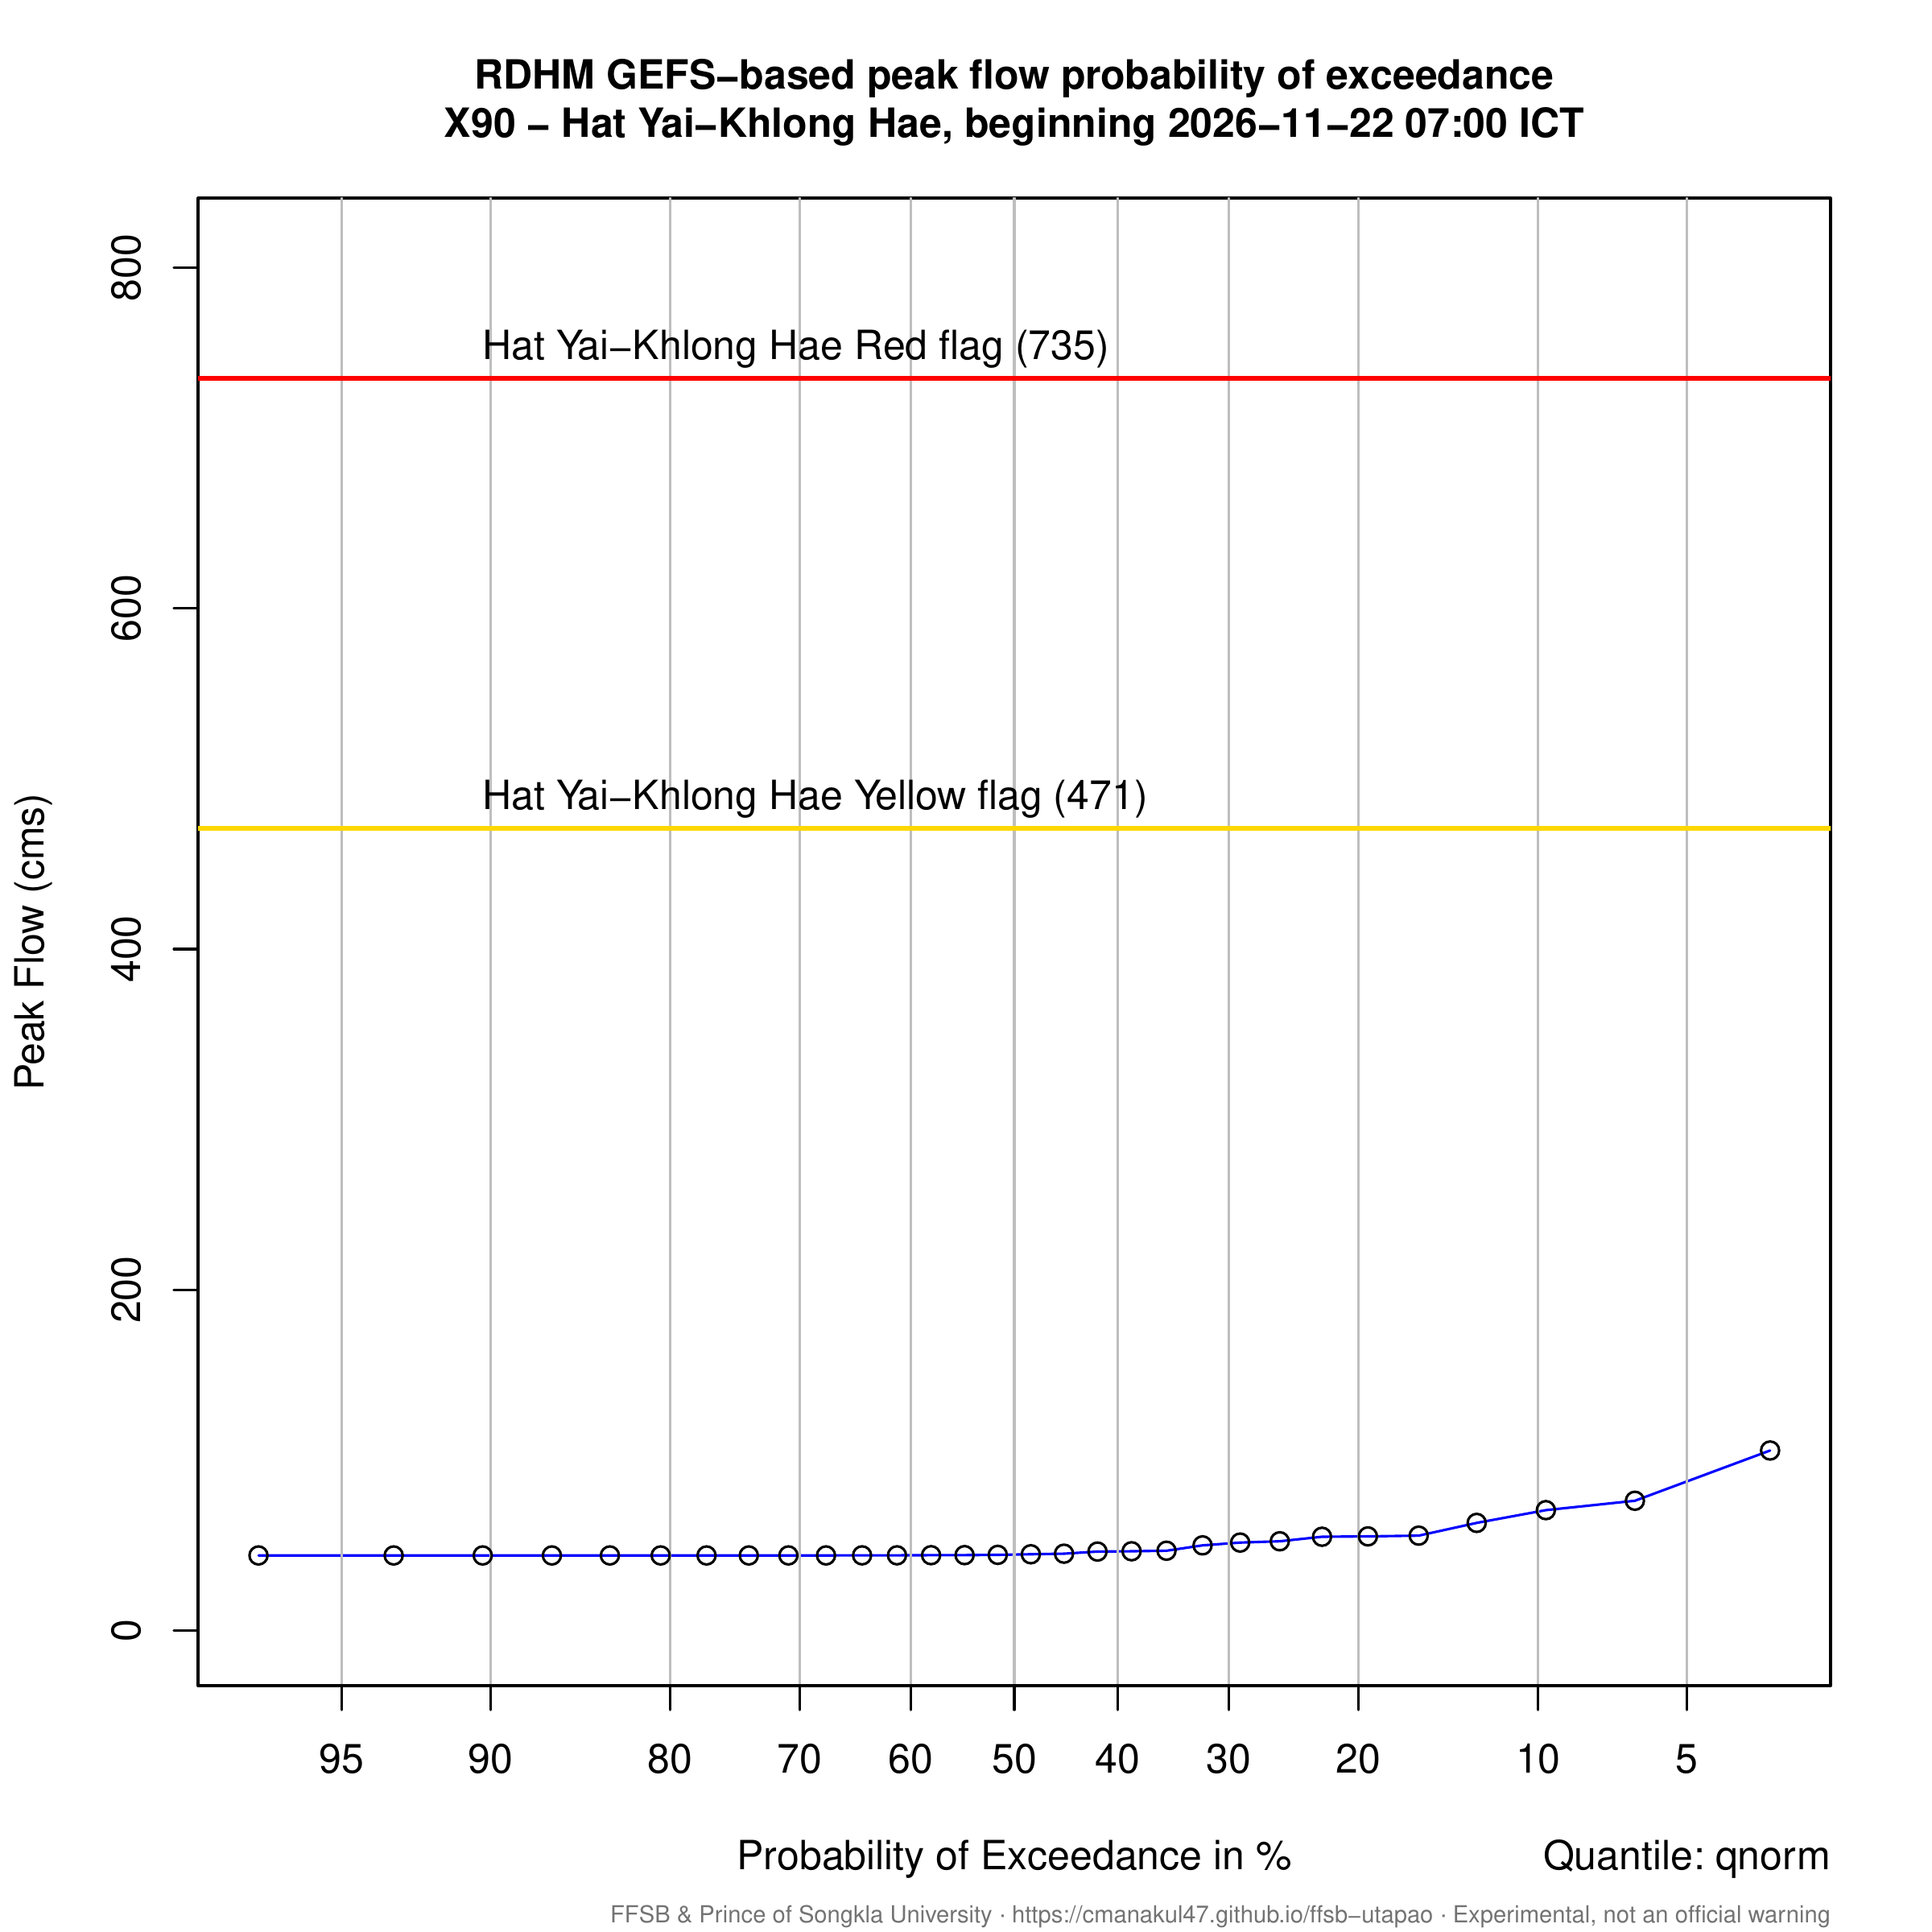 RDHM GEFS–based peak flow probability of exceedance
X90 – Hat Yai–Khlong Hae, beginning 2026–11–22 07:00 ICT
800
600
400
200
0
Peak Flow (cms)
Hat Yai–Khlong Hae Red flag (735)
Hat Yai–Khlong Hae Yellow flag (471)
95 90 80 70 60 50 40 30 20 10 5
Probability of Exceedance in %
Quantile: qnorm
FFSB & Prince of Songkla University · https://cmanakul47.github.io/ffsb–utapao · Experimental, not an official warning